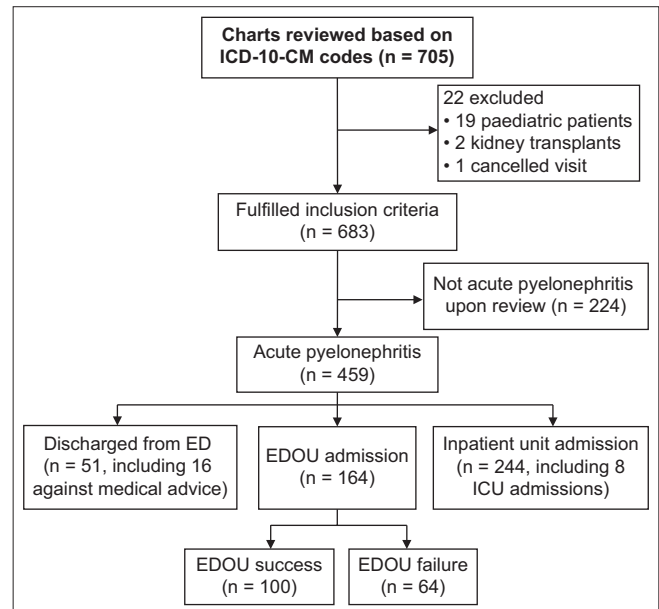 Charts reviewed based on
ICD-10-CM codes (n = 705)
22 excluded
• 19 paediatric patients
• 2 kidney transplants
• 1 cancelled visit
Fulfilled inclusion criteria
(n = 683)
Not acute pyelonephritis
upon review (n = 224)
Acute pyelonephritis
(n = 459)
Discharged from ED
(n = 51, including 16
against medical advice)
EDOU admission
(n = 164)
Inpatient unit admission
(n = 244, including 8
ICU admissions)
EDOU success
(n = 100)
EDOU failure
(n = 64)